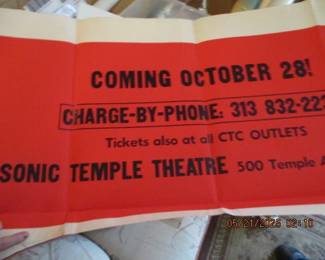 COMING OCTOBER 28!
CHARGE-BY-PHONE: 313 832-22
Tickets also at all CTC OUTLETS
SONIC TEMPLE THEATRE 500 Temple A